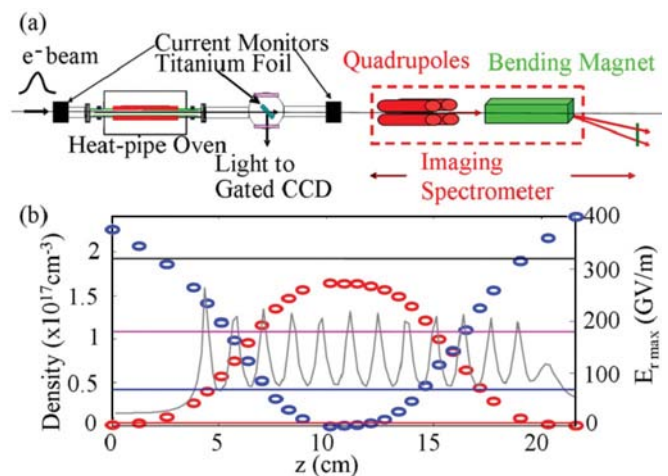 (a)
e⁻ beam
Current Monitors
Titanium Foil
Quadrupoles
Bending Magnet
Heat-pipe Oven
Light to
Gated CCD
Imaging
Spectrometer
(b)
Density (x10¹⁷cm⁻³)
2
1.5
1
0.5
0
400
300
200
100
0
E_r max (GV/m)
0
5
10
15
20
z (cm)